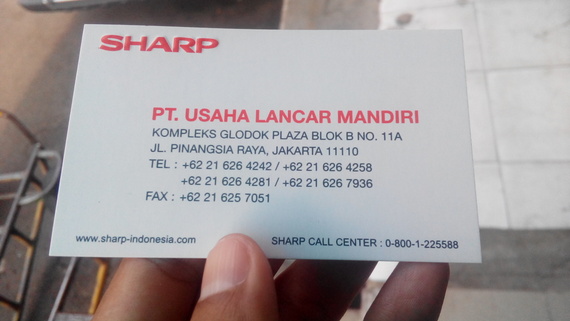 SHARP
PT. USAHA LANCAR MANDIRI
KOMPLEKS GLODOK PLAZA BLOK B NO. 11A
JL. PINANGSIA RAYA, JAKARTA 11110
TEL : +62 21 626 4242 / +62 21 626 4258
+62 21 626 4281 / +62 21 626 7936
FAX : +62 21 625 7051
www.sharp-indonesia.com
SHARP CALL CENTER : 0-800-1-225588